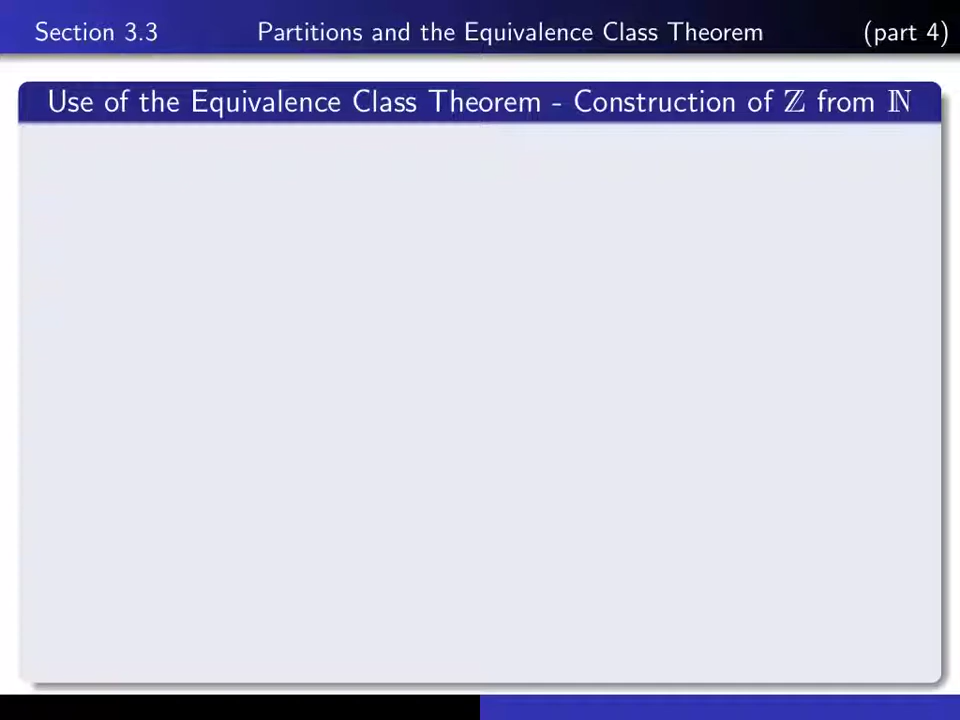 Section 3.3 Partitions and the Equivalence Class Theorem (part 4)
Use of the Equivalence Class Theorem - Construction of ℤ from ℕ